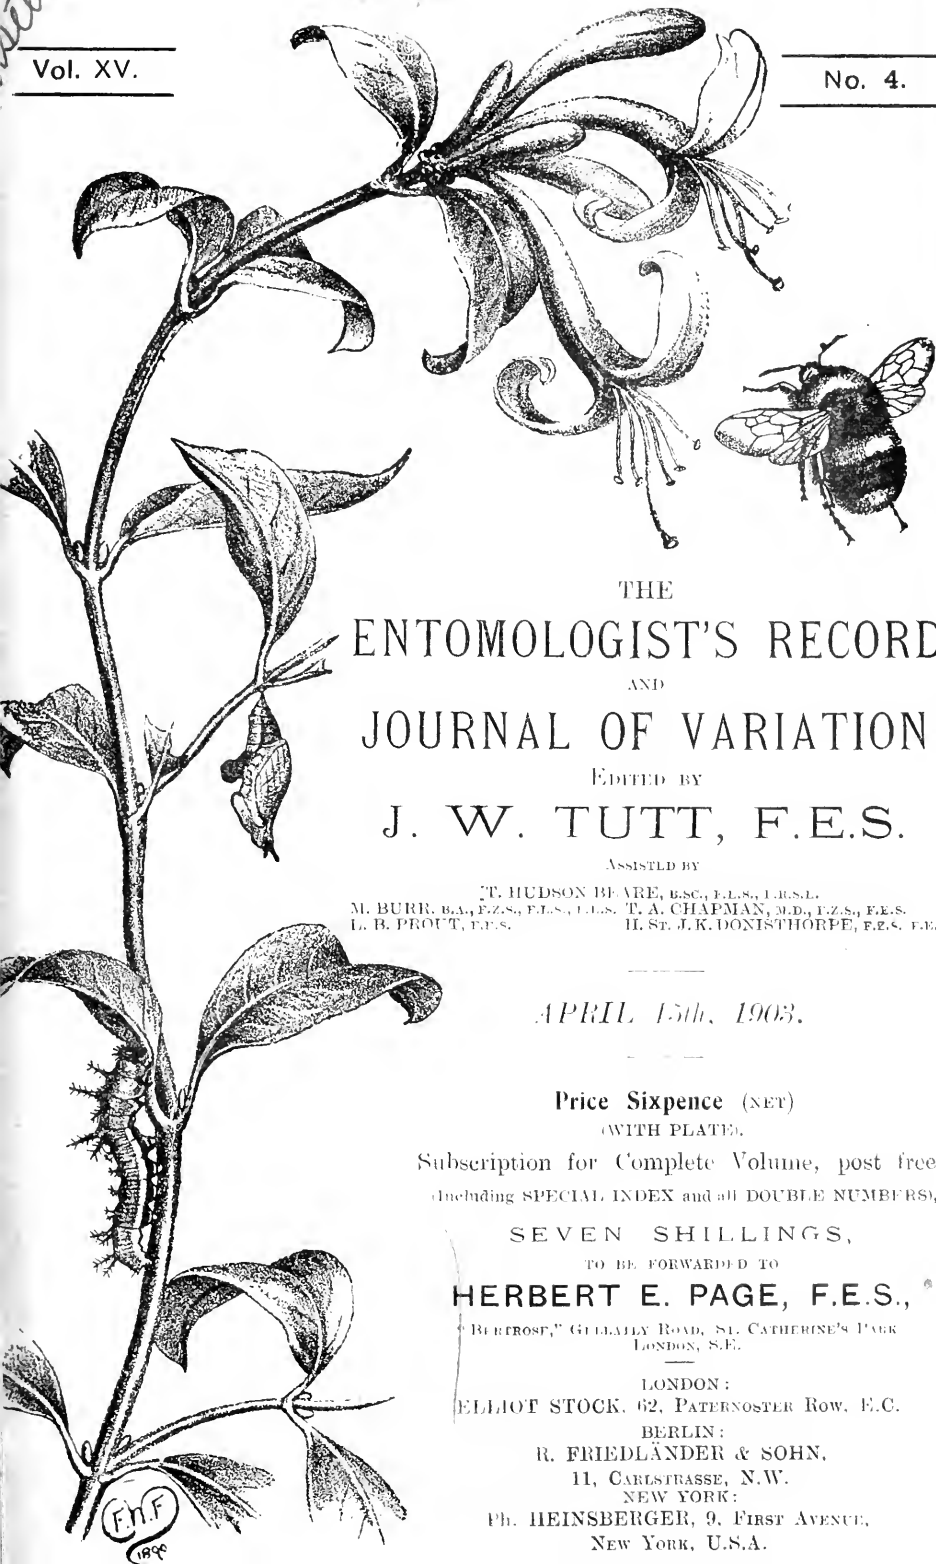 Vol. XV.
No. 4.
THE
ENTOMOLOGIST'S RECORD
AND
JOURNAL OF VARIATION
EDITED BY
J. W. TUTT, F.E.S.
ASSISTED BY
T. HUDSON BEARE, B.SC., F.L.S., F.R.S.E.
M. BURR, B.A., F.Z.S., F.L.S., F.E.S. T. A. CHAPMAN, M.D., F.Z.S., F.E.S.
L. B. PROUT, F.E.S. H. ST. J. K. DONISTHORPE, F.Z.S. F.E.
APRIL 15th, 1903.
Price Sixpence (NET)
(WITH PLATE).
Subscription for Complete Volume, post free
(Including SPECIAL INDEX and all DOUBLE NUMBERS),
SEVEN SHILLINGS,
TO BE FORWARDED TO
HERBERT E. PAGE, F.E.S.,
"BERTROSE," GELLATLY ROAD, ST. CATHERINE'S PARK
LONDON, S.E.
LONDON:
ELLIOT STOCK, 62, PATERNOSTER ROW, E.C.
BERLIN:
R. FRIEDLÄNDER & SOHN,
11, CARLSTRASSE, N.W.
NEW YORK:
Ph. HEINSBERGER, 9, FIRST AVENUE,
NEW YORK, U.S.A.
F.N.F
1890